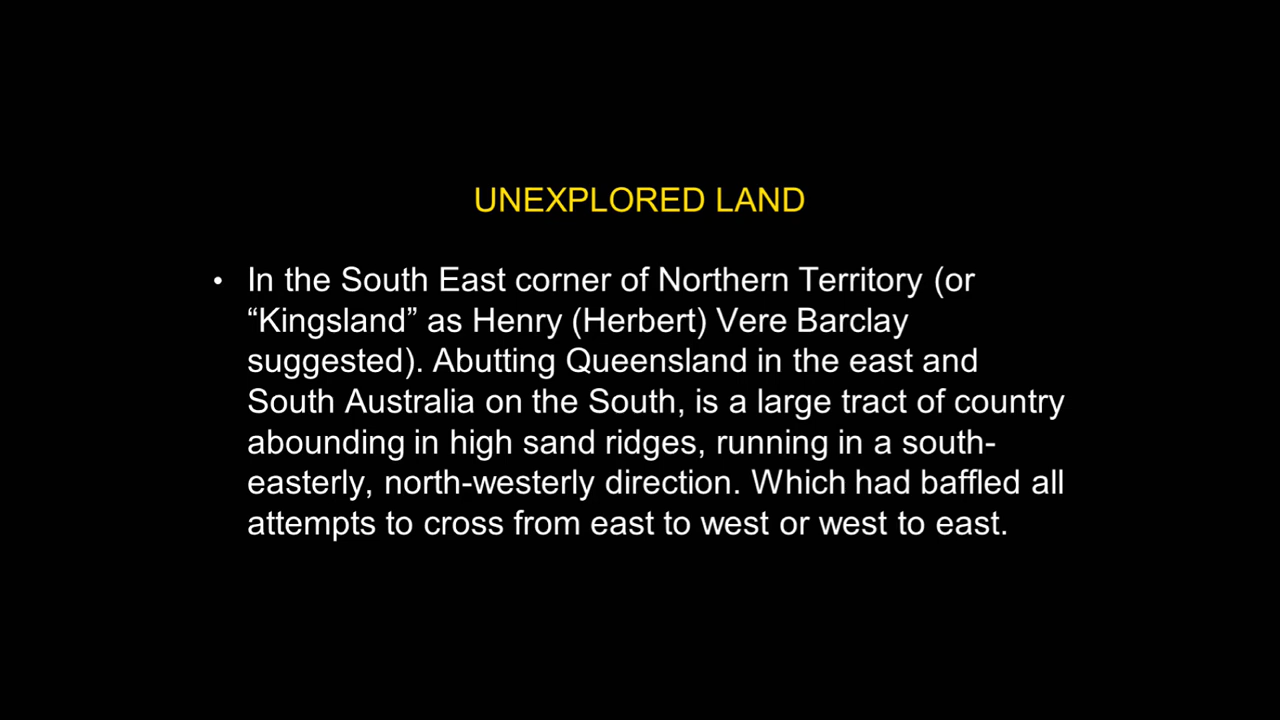 UNEXPLORED LAND
• In the South East corner of Northern Territory (or
“Kingsland” as Henry (Herbert) Vere Barclay
suggested). Abutting Queensland in the east and
South Australia on the South, is a large tract of country
abounding in high sand ridges, running in a south-
easterly, north-westerly direction. Which had baffled all
attempts to cross from east to west or west to east.